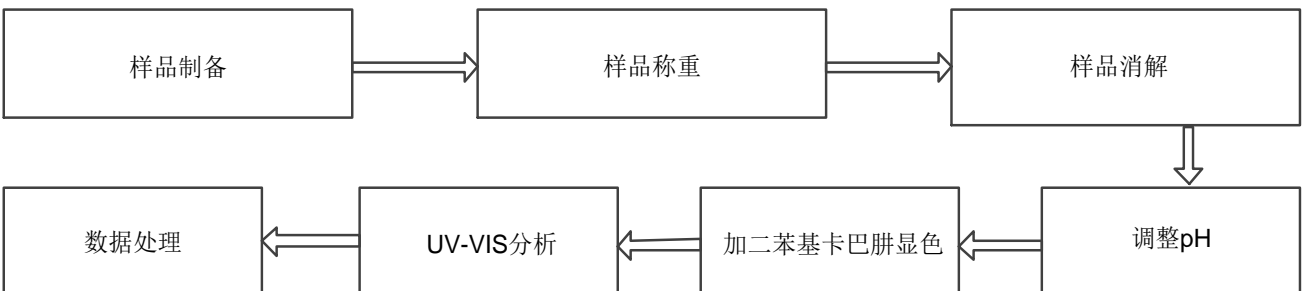 样品制备
样品称重
样品消解
调整pH
加二苯基卡巴肼显色
UV-VIS分析
数据处理